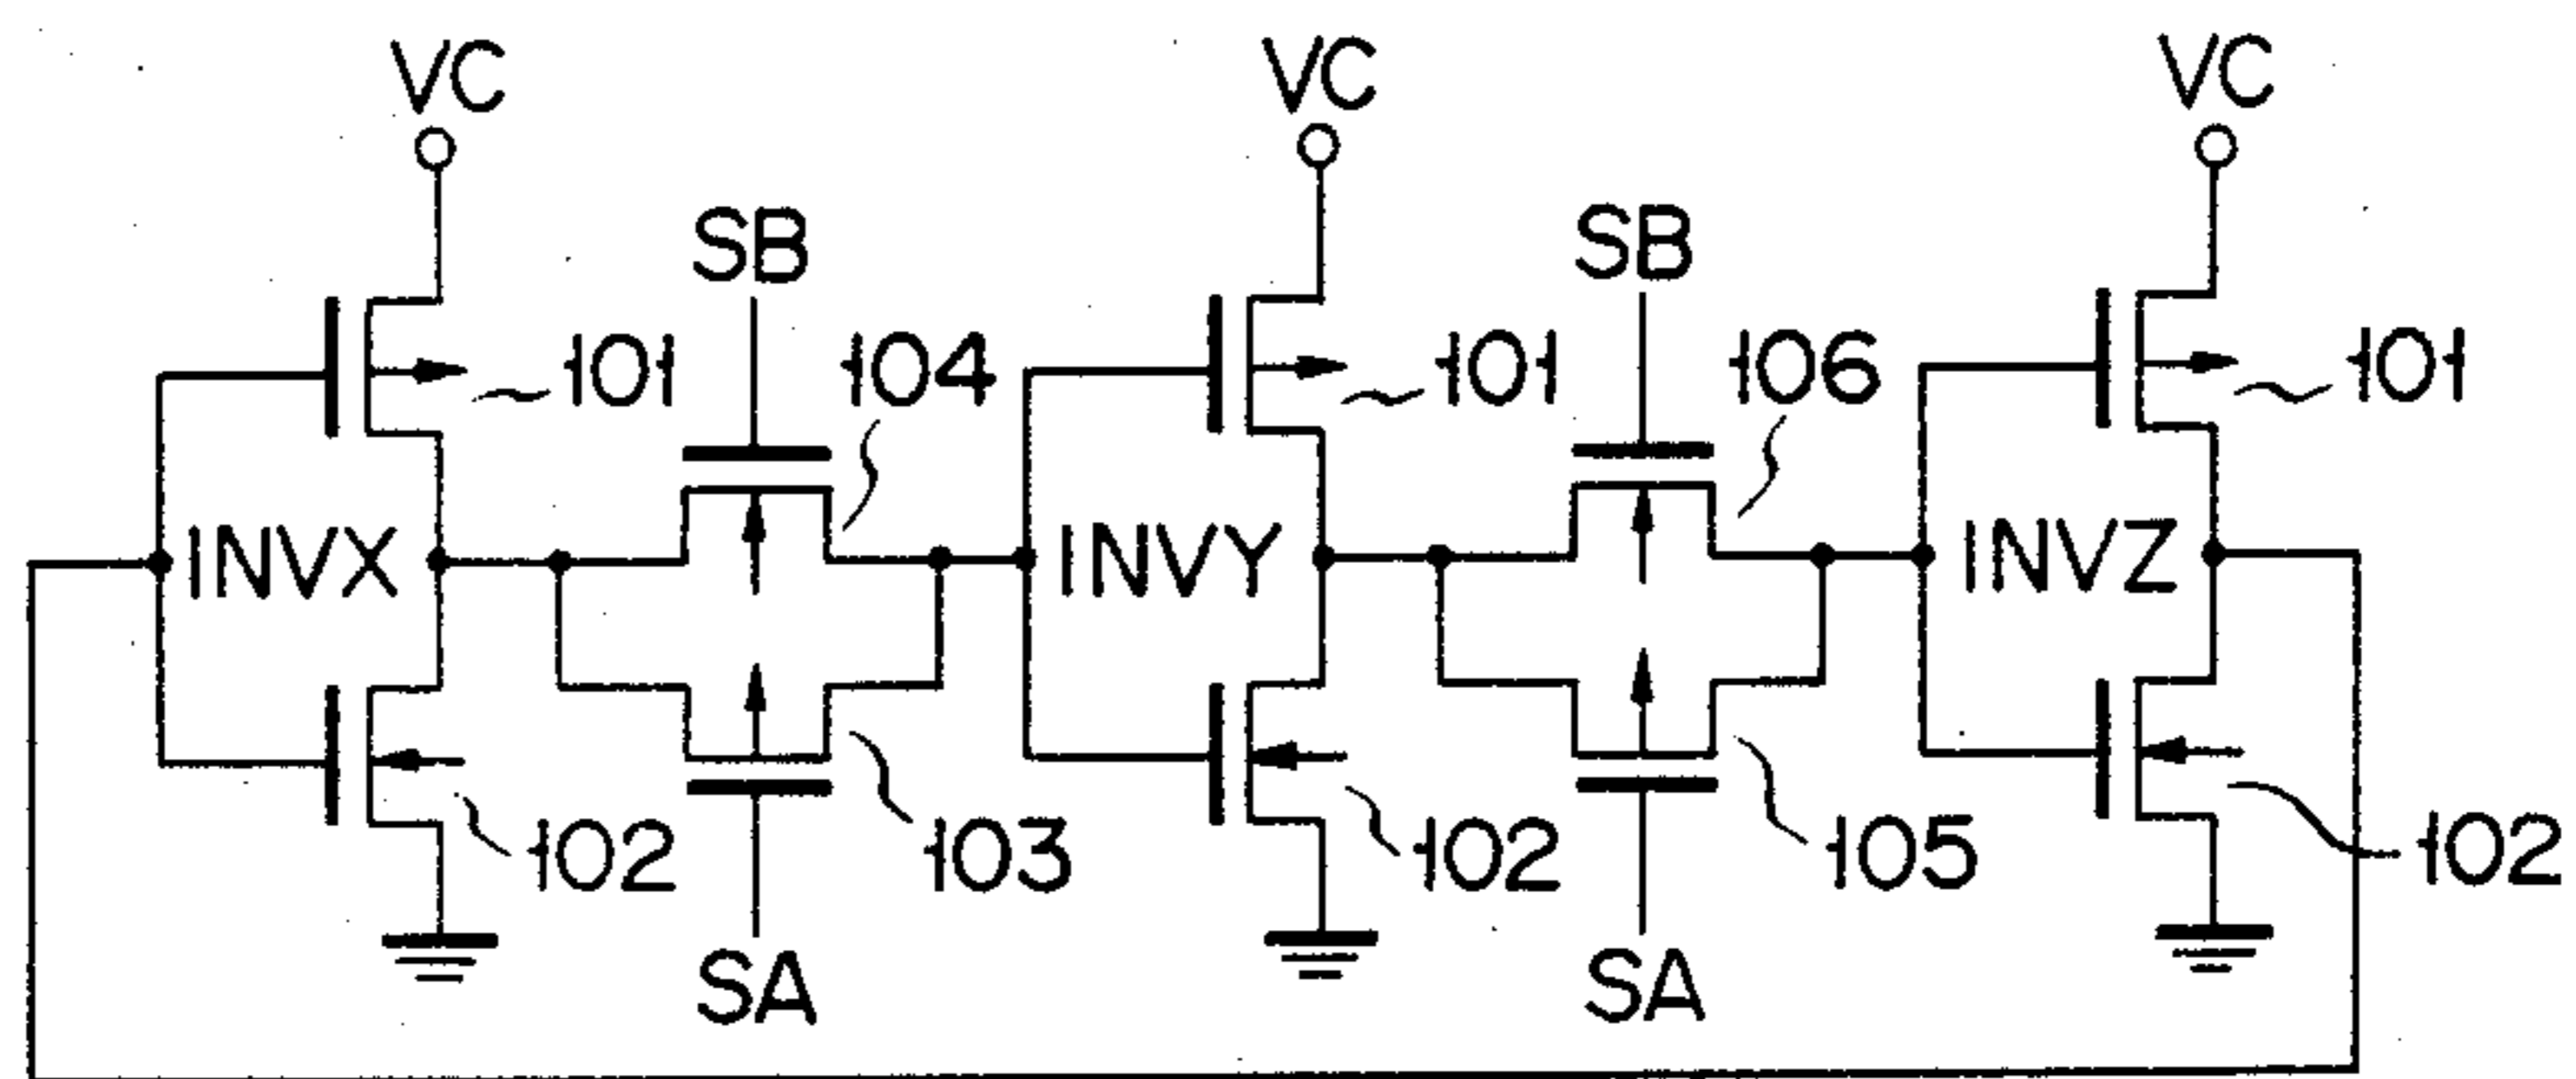 VC VC VC
SB SB
101 104 101 106 101
INVX INVY INVZ
102 103 102 105 102
SA SA